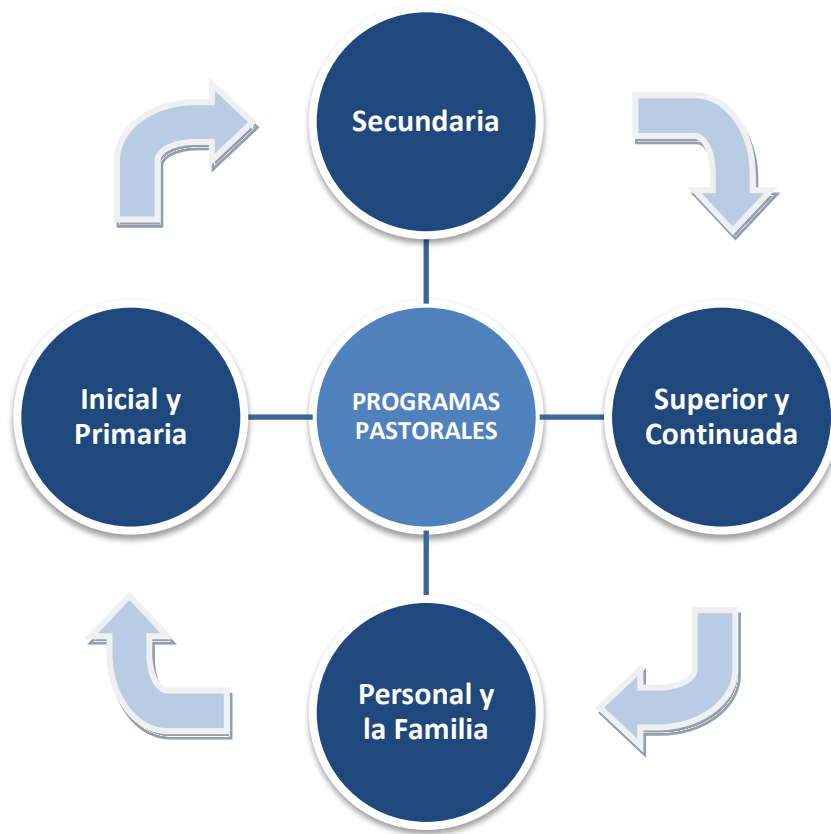 Secundaria
Inicial y
Primaria
PROGRAMAS
PASTORALES
Superior y
Continuada
Personal y
la Familia